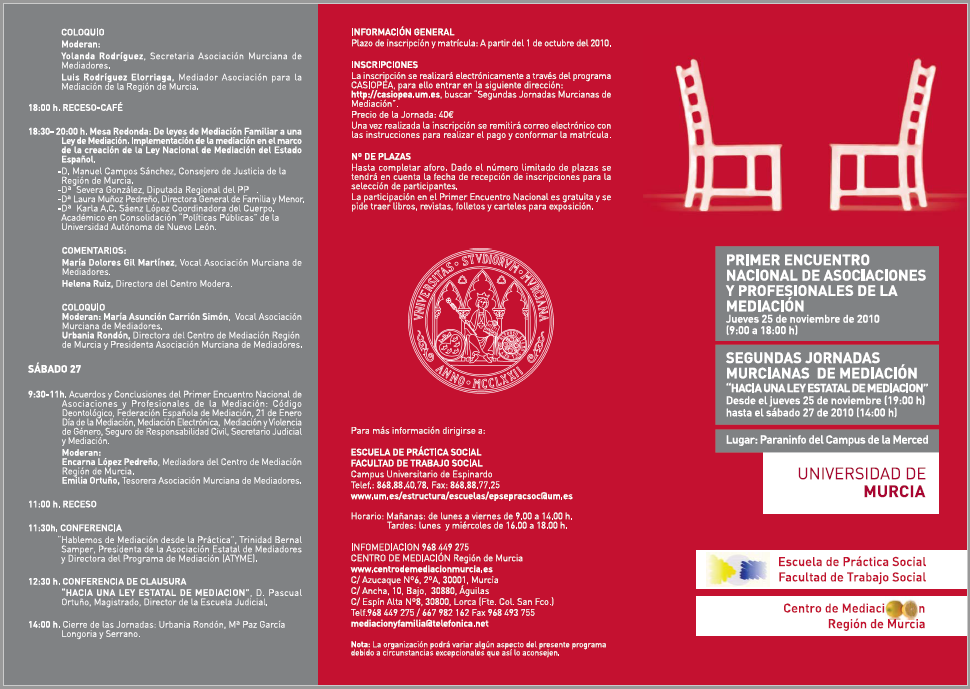 COLOQUIO
Moderan:
Yolanda Rodríguez, Secretaria Asociación Murciana de
Mediadores.
Luis Rodríguez Elorriaga, Mediador Asociación para la
Mediación de la Región de Murcia.
18:00 h. RECESO-CAFÉ
18:30- 20:00 h. Mesa Redonda: De leyes de Mediación Familiar a una
Ley de Mediación. Implementación de la mediación en el marco
de la creación de la Ley Nacional de Mediación del Estado
Español.
-D. Manuel Campos Sánchez, Consejero de Justicia de la
Región de Murcia.
-Dª Severa González, Diputada Regional del PP .
-Dª Laura Muñoz Pedreño, Directora General de Familia y Menor.
-Dª Karla A.C. Sáenz López Coordinadora del Cuerpo,
Académico en Consolidación "Políticas Públicas" de la
Universidad Autónoma de Nuevo León.
COMENTARIOS:
María Dolores Gil Martínez, Vocal Asociación Murciana de
Mediadores.
Helena Ruiz, Directora del Centro Modera.
COLOQUIO
Moderan: María Asunción Carrión Simón, Vocal Asociación
Murciana de Mediadores.
Urbania Rondón, Directora del Centro de Mediación Región
de Murcia y Presidenta Asociación Murciana de Mediadores.
SÁBADO 27
9:30-11h. Acuerdos y Conclusiones del Primer Encuentro Nacional de
Asociaciones y Profesionales de la Mediación: Código
Deontológico, Federación Española de Mediación, 21 de Enero
Día de la Mediación, Mediación Electrónica, Mediación y Violencia
de Género, Seguro de Responsabilidad Civil, Secretario Judicial
y Mediación.
Moderan:
Encarna López Pedreño, Mediadora del Centro de Mediación
Región de Murcia.
Emilia Ortuño, Tesorera Asociación Murciana de Mediadores.
11:00 h. RECESO
11:30h. CONFERENCIA
"Hablemos de Mediación desde la Práctica", Trinidad Bernal
Samper, Presidenta de la Asociación Estatal de Mediadores
y Directora del Programa de Mediación (ATYME).
12:30 h. CONFERENCIA DE CLAUSURA
"HACIA UNA LEY ESTATAL DE MEDIACION", D. Pascual
Ortuño, Magistrado, Director de la Escuela Judicial.
14:00 h. Cierre de las Jornadas: Urbania Rondón, Mª Paz García
Longoria y Serrano.
INFORMACIÓN GENERAL
Plazo de inscripción y matrícula: A partir del 1 de octubre del 2010.
INSCRIPCIONES
La inscripción se realizará electrónicamente a través del programa
CASIOPEA, para ello entrar en la siguiente dirección:
http://casiopea.um.es, buscar "Segundas Jornadas Murcianas de
Mediación".
Precio de la Jornada: 40€
Una vez realizada la inscripción se remitirá correo electrónico con
las instrucciones para realizar el pago y conformar la matrícula.
Nº DE PLAZAS
Hasta completar aforo. Dado el número limitado de plazas se
tendrá en cuenta la fecha de recepción de inscripciones para la
selección de participantes.
La participación en el Primer Encuentro Nacional es gratuita y se
pide traer libros, revistas, folletos y carteles para exposición.
VNIVERSITAS · STVDIORVM · MVRCIANA ·
ANNO · MCCLXXII
Para más información dirigirse a:
ESCUELA DE PRÁCTICA SOCIAL
FACULTAD DE TRABAJO SOCIAL
Campus Universitario de Espinardo
Telef.: 868.88.40.78. Fax: 868.88.77.25
www.um.es/estructura/escuelas/epsepracsoc@um.es
Horario: Mañanas: de lunes a viernes de 9.00 a 14.00 h.
Tardes: lunes y miércoles de 16.00 a 18.00 h.
INFOMEDIACION 968 449 275
CENTRO DE MEDIACIÓN Región de Murcia
www.centrodemediacionmurcia.es
C/ Azucaque Nº6, 2ºA, 30001, Murcia
C/ Ancha, 10, Bajo, 30880, Águilas
C/ Espín Alta Nº8, 30800, Lorca (Fte. Col. San Fco.)
Telf.968 449 275 / 667 982 162 Fax 968 493 755
mediacionyfamilia@telefonica.net
Nota: La organización podrá variar algún aspecto del presente programa
debido a circunstancias excepcionales que así lo aconsejen.
PRIMER ENCUENTRO
NACIONAL DE ASOCIACIONES
Y PROFESIONALES DE LA
MEDIACIÓN
Jueves 25 de noviembre de 2010
(9:00 a 18:00 h)
SEGUNDAS JORNADAS
MURCIANAS DE MEDIACIÓN
"HACIA UNA LEY ESTATAL DE MEDIACION"
Desde el jueves 25 de noviembre (19:00 h)
hasta el sábado 27 de 2010 (14:00 h)
Lugar: Paraninfo del Campus de la Merced
UNIVERSIDAD DE
MURCIA
Escuela de Práctica Social
Facultad de Trabajo Social
Centro de Mediación
Región de Murcia